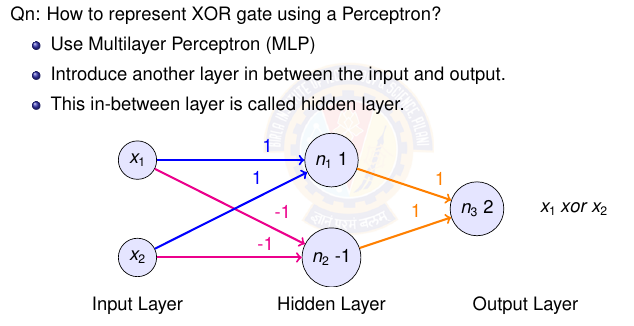 Qn: How to represent XOR gate using a Perceptron?
Use Multilayer Perceptron (MLP)
Introduce another layer in between the input and output.
This in-between layer is called hidden layer.
x₁
1
n₁ 1
1
1
-1
1
n₃ 2
x₁ xor x₂
-1
x₂
n₂ -1
Input Layer
Hidden Layer
Output Layer